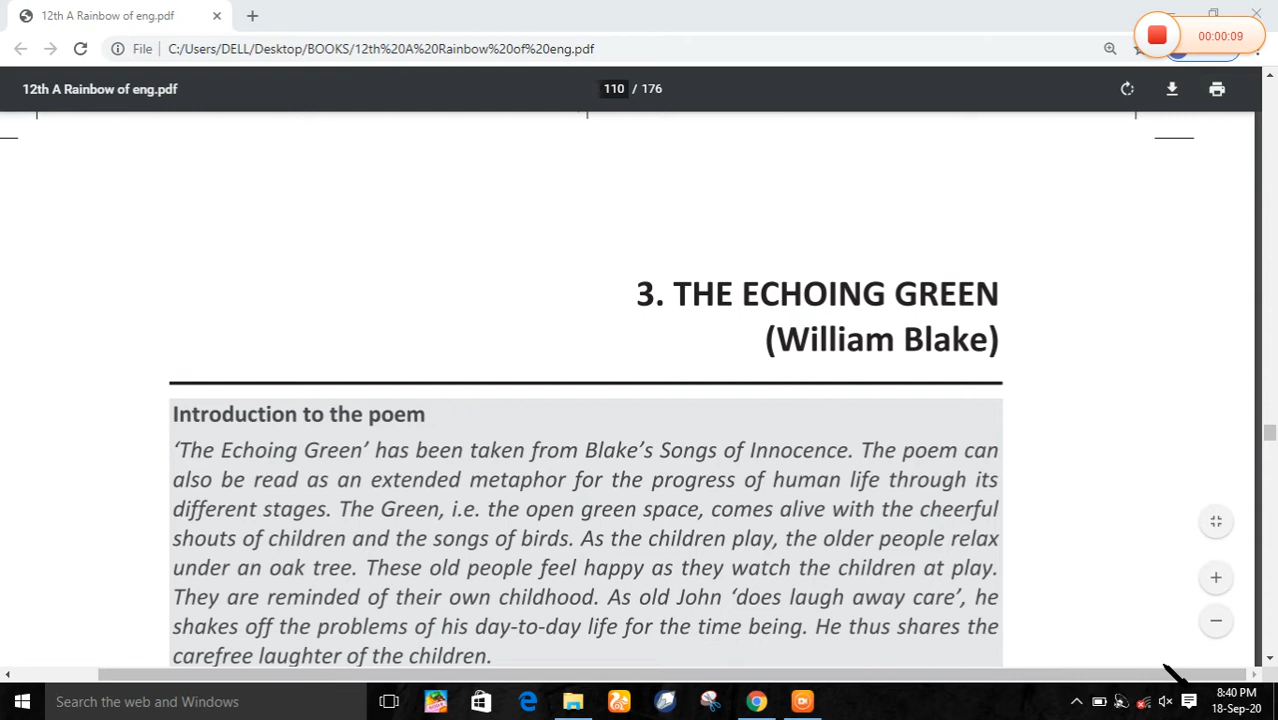 12th A Rainbow of eng.pdf
00:00:09
File
C:/Users/DELL/Desktop/BOOKS/12th%20A%20Rainbow%20of%20eng.pdf
12th A Rainbow of eng.pdf
110 / 176
3. THE ECHOING GREEN
(William Blake)
Introduction to the poem
‘The Echoing Green’ has been taken from Blake’s Songs of Innocence. The poem can
also be read as an extended metaphor for the progress of human life through its
different stages. The Green, i.e. the open green space, comes alive with the cheerful
shouts of children and the songs of birds. As the children play, the older people relax
under an oak tree. These old people feel happy as they watch the children at play.
They are reminded of their own childhood. As old John ‘does laugh away care’, he
shakes off the problems of his day-to-day life for the time being. He thus shares the
carefree laughter of the children.
Search the web and Windows
8:40 PM
18-Sep-20